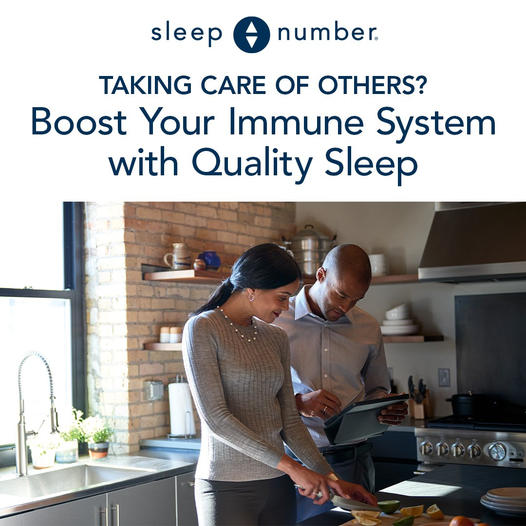 sleep number®
TAKING CARE OF OTHERS?
Boost Your Immune System
with Quality Sleep